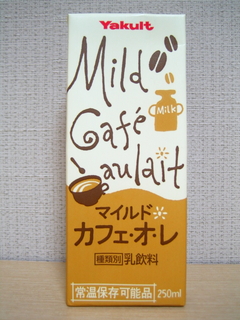 Yakult
Mild
Milk
Café
au lait
マイルド
カフェ・オ・レ
種類別 乳飲料
常温保存可能品 250ml